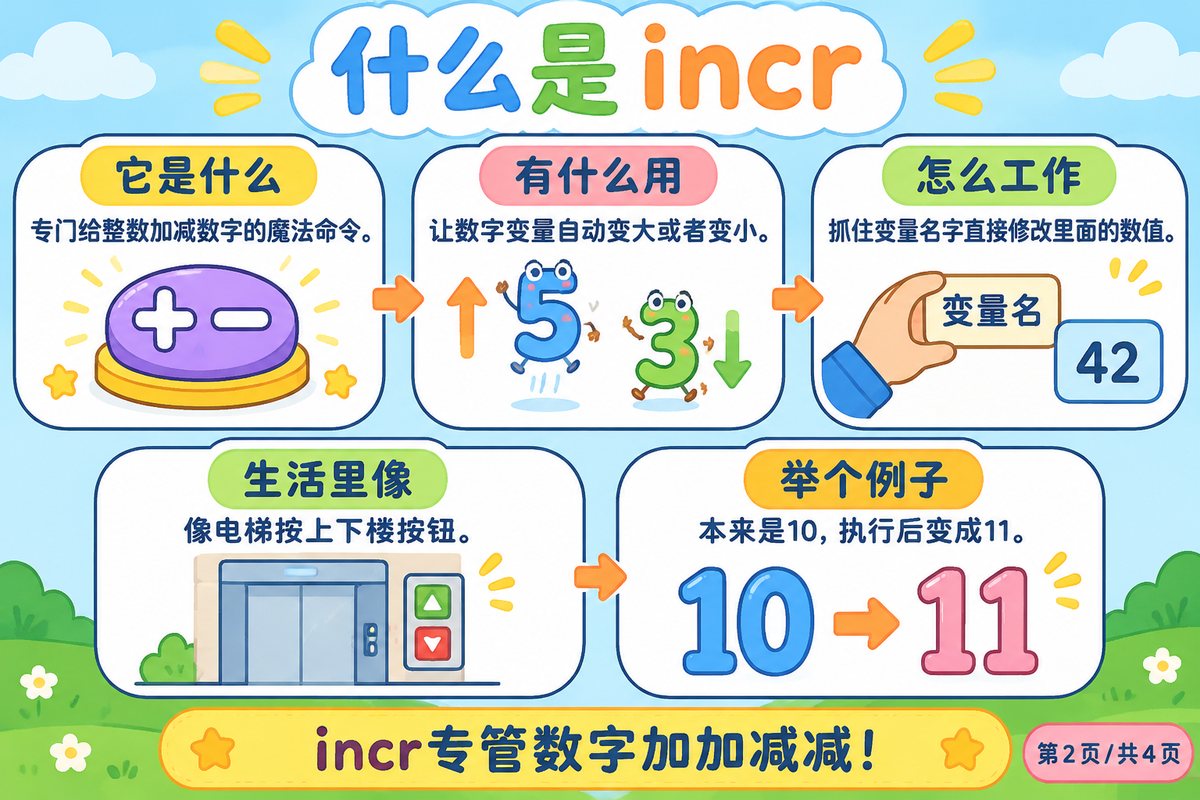 什么是incr
它是什么
专门给整数加减数字的魔法命令。
有什么用
让数字变量自动变大或者变小。
5
3
怎么工作
抓住变量名字直接修改里面的数值。
变量名
42
生活里像
像电梯按上下楼按钮。
举个例子
本来是10，执行后变成11。
10
11
incr专管数字加加减减！
第2页/共4页